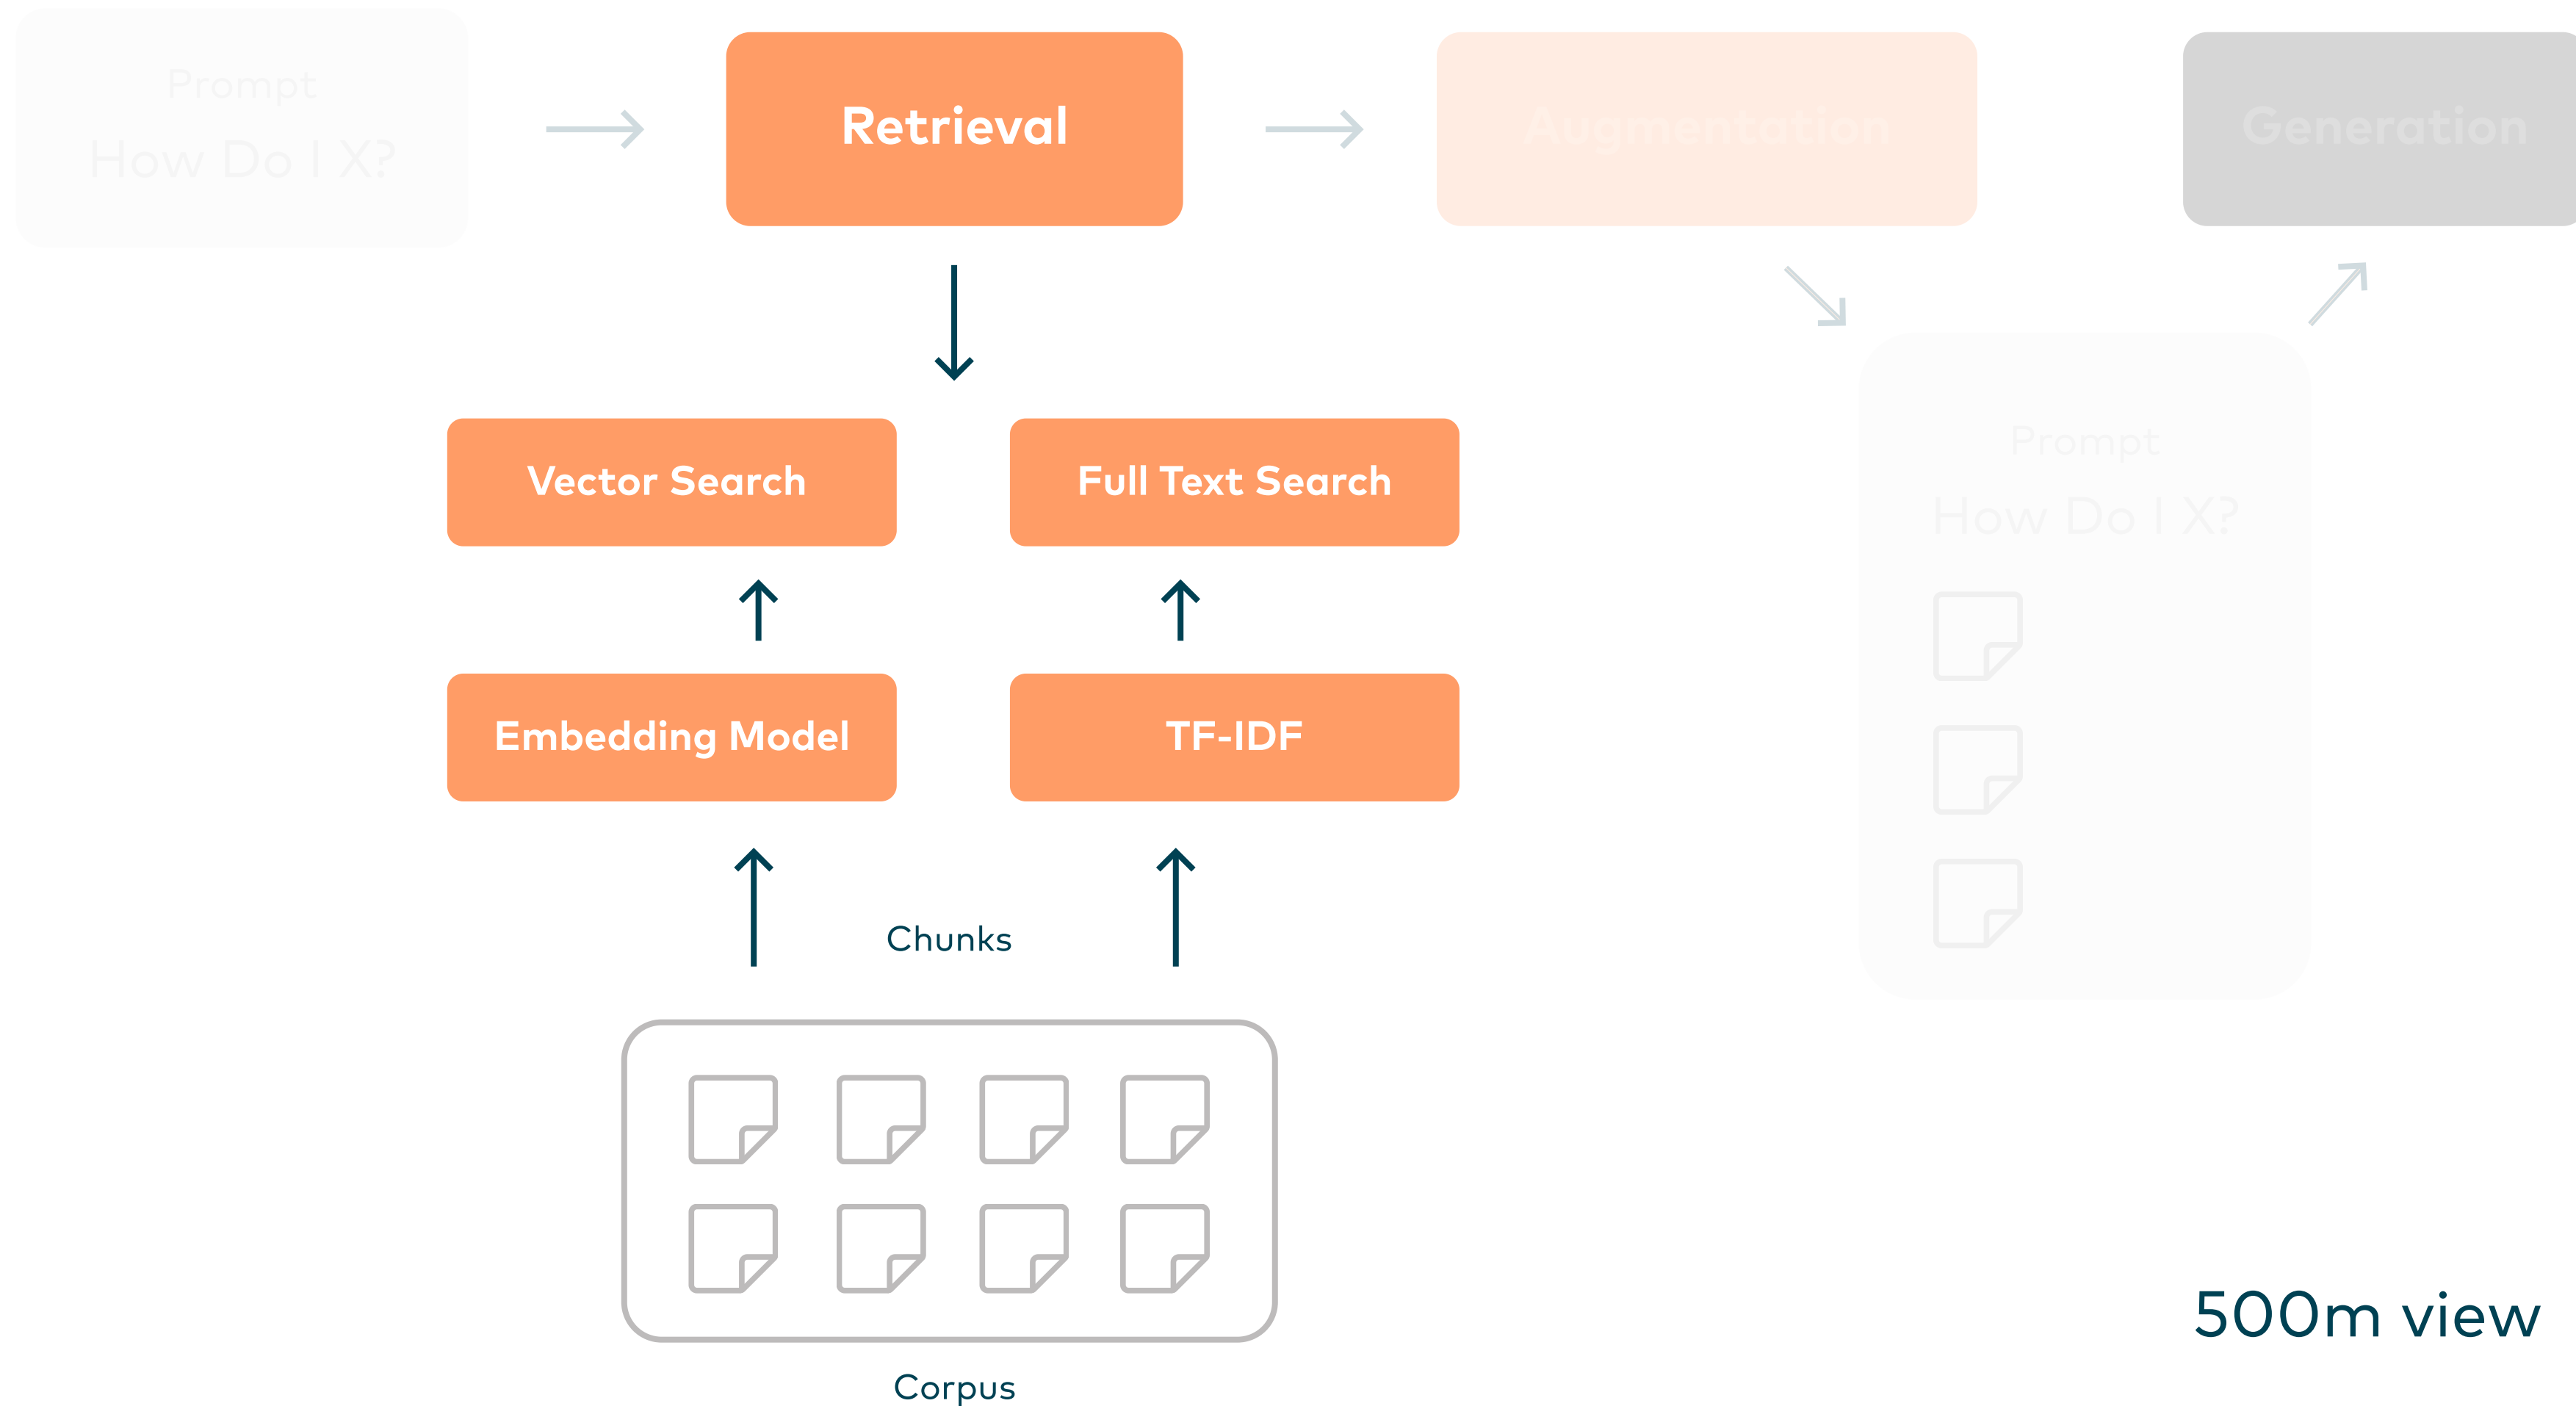 Prompt
How Do I X?
Retrieval
Augmentation
Generation
Vector Search
Full Text Search
Prompt
How Do I X?
Embedding Model
TF-IDF
Chunks
Corpus
500m view